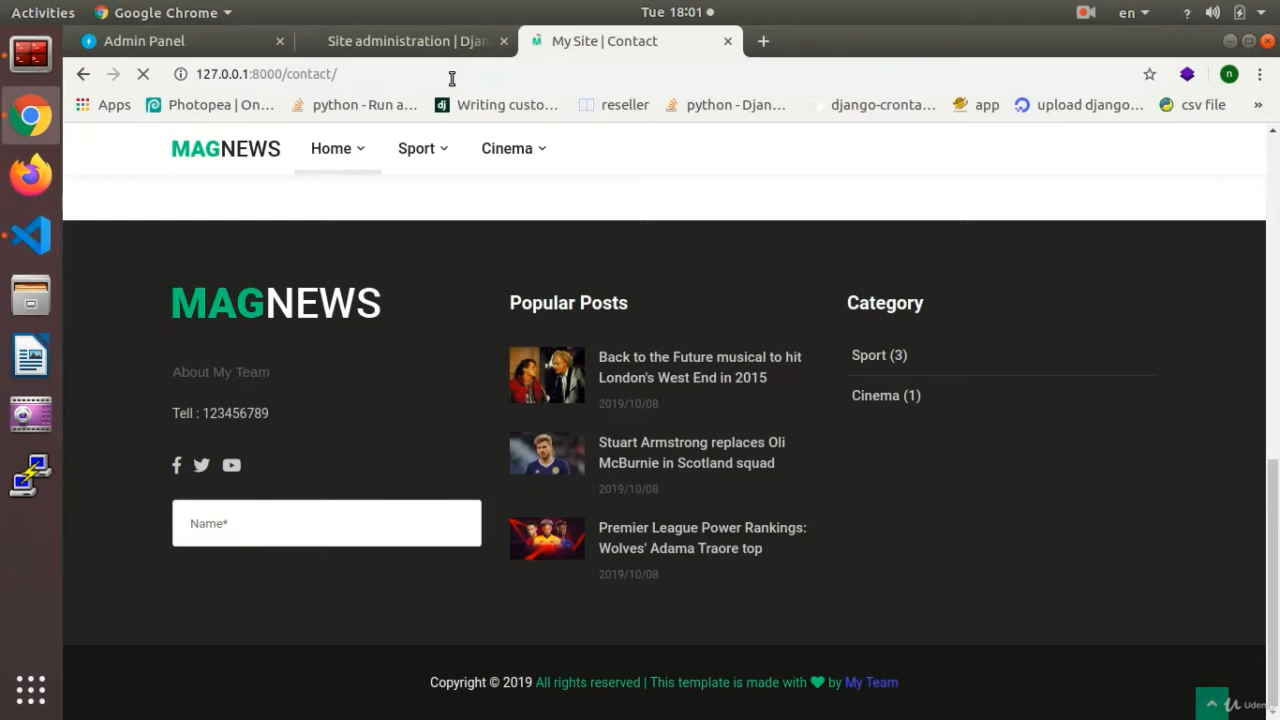 Activities Google Chrome Tue 18:01 en ?
Admin Panel Site administration | Djan My Site | Contact
127.0.0.1:8000/contact/ n
Apps Photopea | On... python - Run a... Writing custo... reseller python - Djan... django-cronta... app upload django... csv file »
MAGNEWS Home Sport Cinema
MAGNEWS
About My Team
Tell : 123456789
Name*
Popular Posts
Back to the Future musical to hit
London's West End in 2015
2019/10/08
Stuart Armstrong replaces Oli
McBurnie in Scotland squad
2019/10/08
Premier League Power Rankings:
Wolves' Adama Traore top
2019/10/08
Category
Sport (3)
Cinema (1)
Copyright © 2019 All rights reserved | This template is made with by My Team